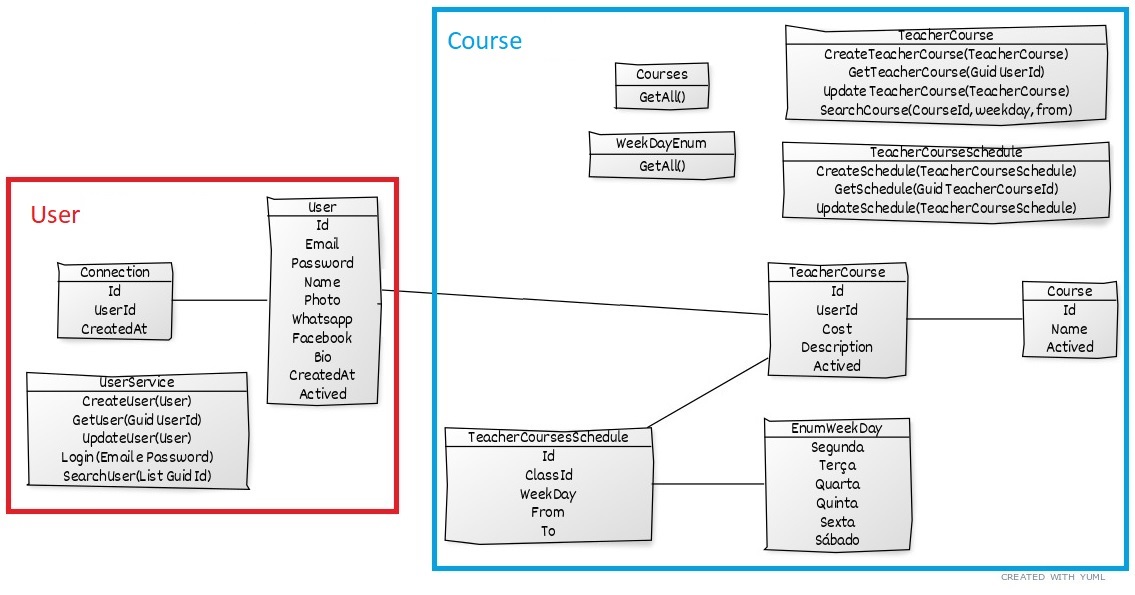 Course
TeacherCourse
CreateTeacherCourse(TeacherCourse)
GetTeacherCourse(Guid UserId)
Update TeacherCourse(TeacherCourse)
SearchCourse(CourseId, weekday, from)
Courses
GetAll()
WeekDayEnum
GetAll()
TeacherCourseSchedule
CreateSchedule(TeacherCourseSchedule)
GetSchedule(Guid TeacherCourseId)
UpdateSchedule(TeacherCourseSchedule)
User
User
Id
Email
Password
Name
Photo
Whatsapp
Facebook
Bio
CreatedAt
Actived
Connection
Id
UserId
CreatedAt
UserService
CreateUser(User)
GetUser(Guid UserId)
UpdateUser(User)
Login(Email e Password)
SearchUser(List Guid Id)
TeacherCourse
Id
UserId
Cost
Description
Actived
Course
Id
Name
Actived
TeacherCoursesSchedule
Id
ClassId
WeekDay
From
To
EnumWeekDay
Segunda
Terça
Quarta
Quinta
Sexta
Sábado
CREATED WITH YUML